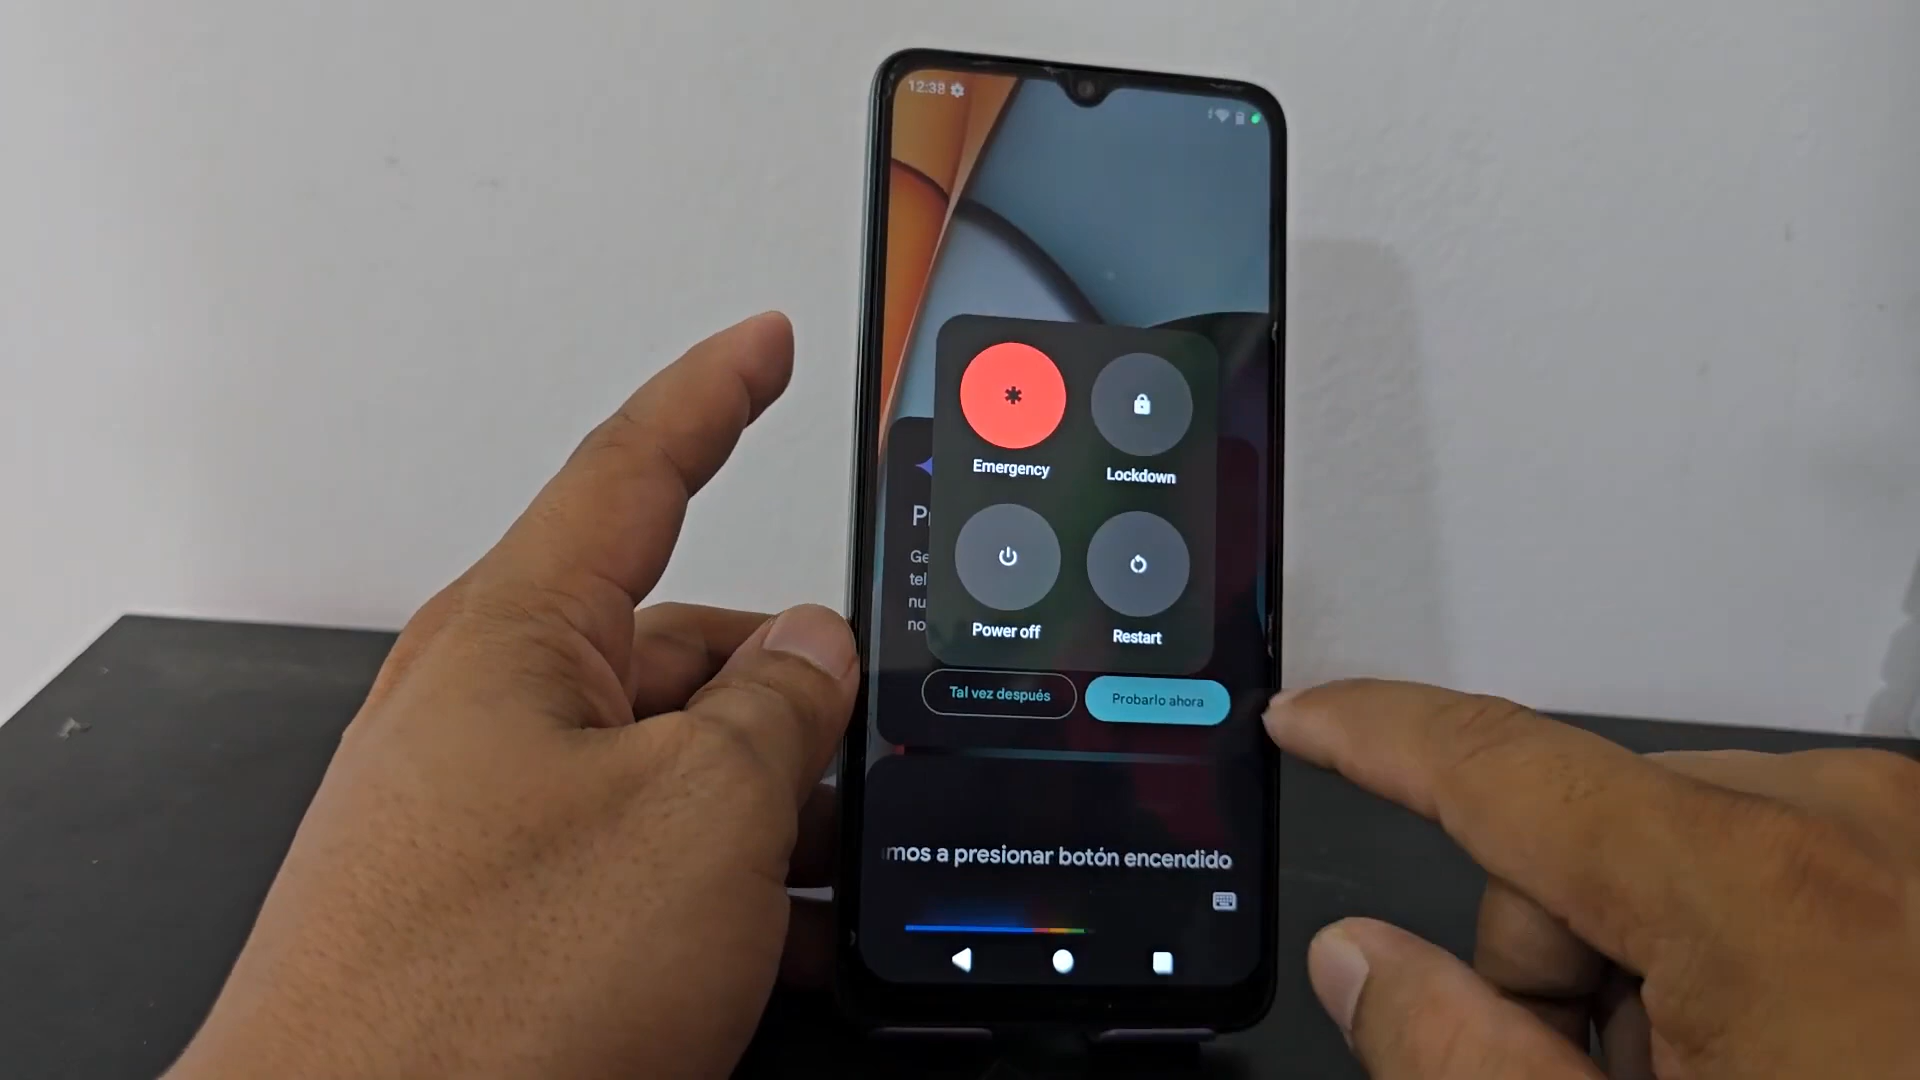 12:38
Emergency
Lockdown
Power off
Restart
Tal vez después
Probarlo ahora
mos a presionar botón encendido